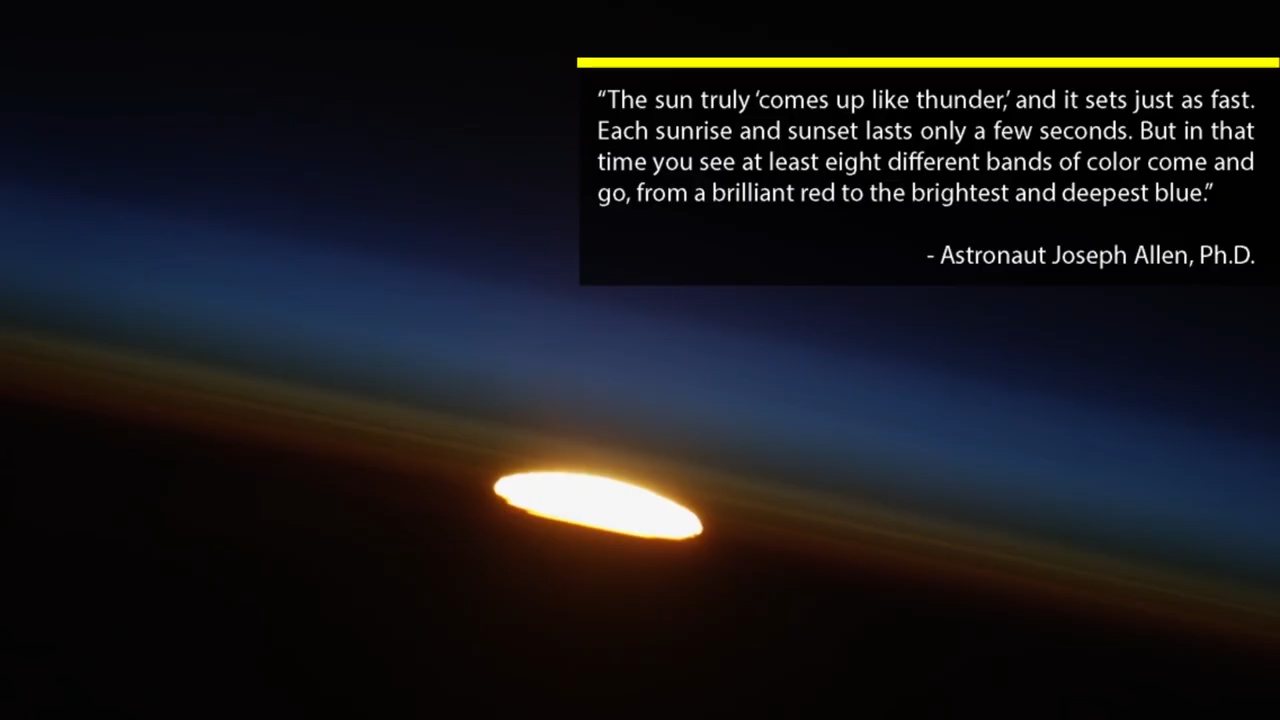 “The sun truly ‘comes up like thunder,’ and it sets just as fast.
Each sunrise and sunset lasts only a few seconds. But in that
time you see at least eight different bands of color come and
go, from a brilliant red to the brightest and deepest blue.”
- Astronaut Joseph Allen, Ph.D.